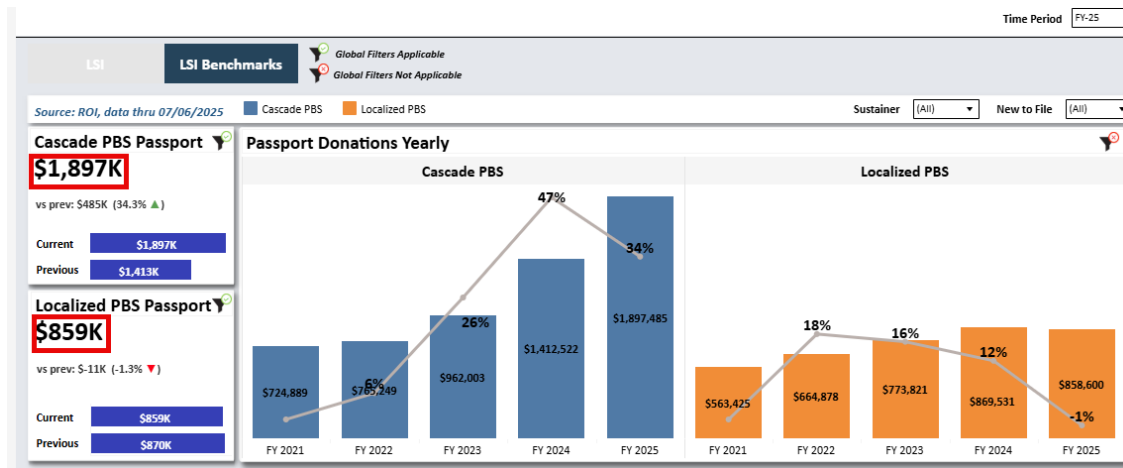 Time Period FY-25
LSI LSI Benchmarks Global Filters Applicable
Global Filters Not Applicable
Source: ROI, data thru 07/06/2025 Cascade PBS Localized PBS Sustainer (All) New to File (All)
Cascade PBS Passport
$1,897K
vs prev: $485K (34.3% ▲)
Current $1,897K
Previous $1,413K
Localized PBS Passport
$859K
vs prev: $-11K (-1.3% ▼)
Current $859K
Previous $870K
Passport Donations Yearly
Cascade PBS Localized PBS
47%
34%
26%
6%
$724,889 $765,249 $962,003 $1,412,522 $1,897,485
FY 2021 FY 2022 FY 2023 FY 2024 FY 2025
18% 16% 12% -1%
$563,425 $664,878 $773,821 $869,531 $858,600
FY 2021 FY 2022 FY 2023 FY 2024 FY 2025